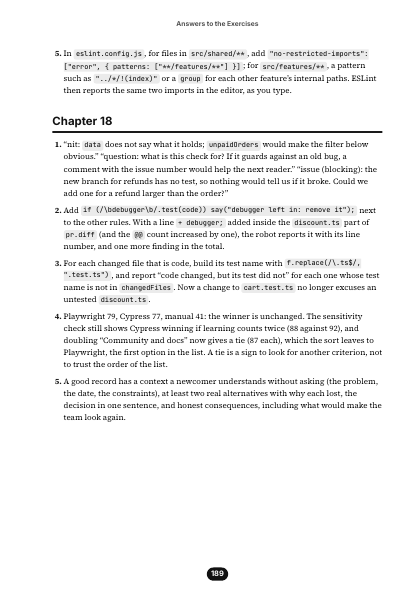 Answers to the Exercises
5. In eslint.config.js, for files in src/shared/**, add "no-restricted-imports":
["error", { patterns: ["**/features/**"] }]; for src/features/**, a pattern
such as "../*/!(index)" or a group for each other feature's internal paths. ESLint
then reports the same two imports in the editor, as you type.
Chapter 18
1. “nit: data does not say what it holds; unpaidOrders would make the filter below
obvious.” “question: what is this check for? If it guards against an old bug, a
comment with the issue number would help the next reader.” “issue (blocking): the
new branch for refunds has no test, so nothing would tell us if it broke. Could we
add one for a refund larger than the order?”
2. Add if (/\bdebugger\b/.test(code)) say("debugger left in: remove it"); next
to the other rules. With a line + debugger; added inside the discount.ts part of
pr.diff (and the @@ count increased by one), the robot reports it with its line
number, and one more finding in the total.
3. For each changed file that is code, build its test name with f.replace(/\.ts$/,
".test.ts"), and report “code changed, but its test did not” for each one whose test
name is not in changedFiles. Now a change to cart.test.ts no longer excuses an
untested discount.ts.
4. Playwright 79, Cypress 77, manual 41: the winner is unchanged. The sensitivity
check still shows Cypress winning if learning counts twice (88 against 92), and
doubling “Community and docs” now gives a tie (87 each), which the sort leaves to
Playwright, the first option in the list. A tie is a sign to look for another criterion, not
to trust the order of the list.
5. A good record has a context a newcomer understands without asking (the problem,
the date, the constraints), at least two real alternatives with why each lost, the
decision in one sentence, and honest consequences, including what would make the
team look again.
189